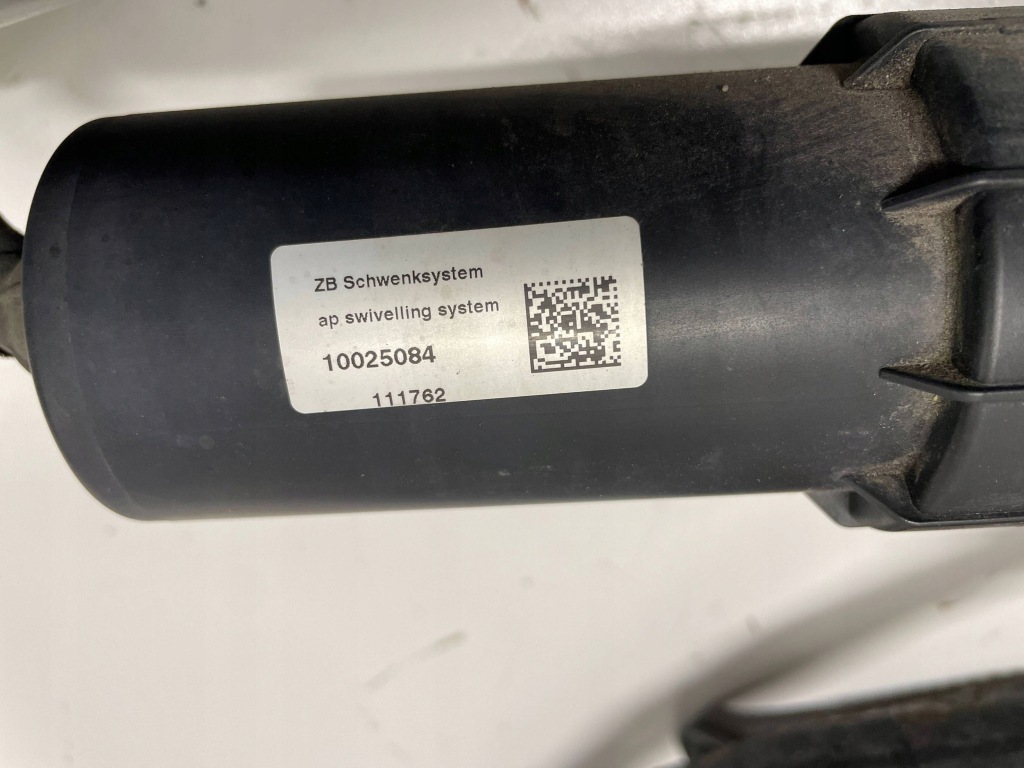 ZB Schwenksystem
ap swivelling system
10025084
111762